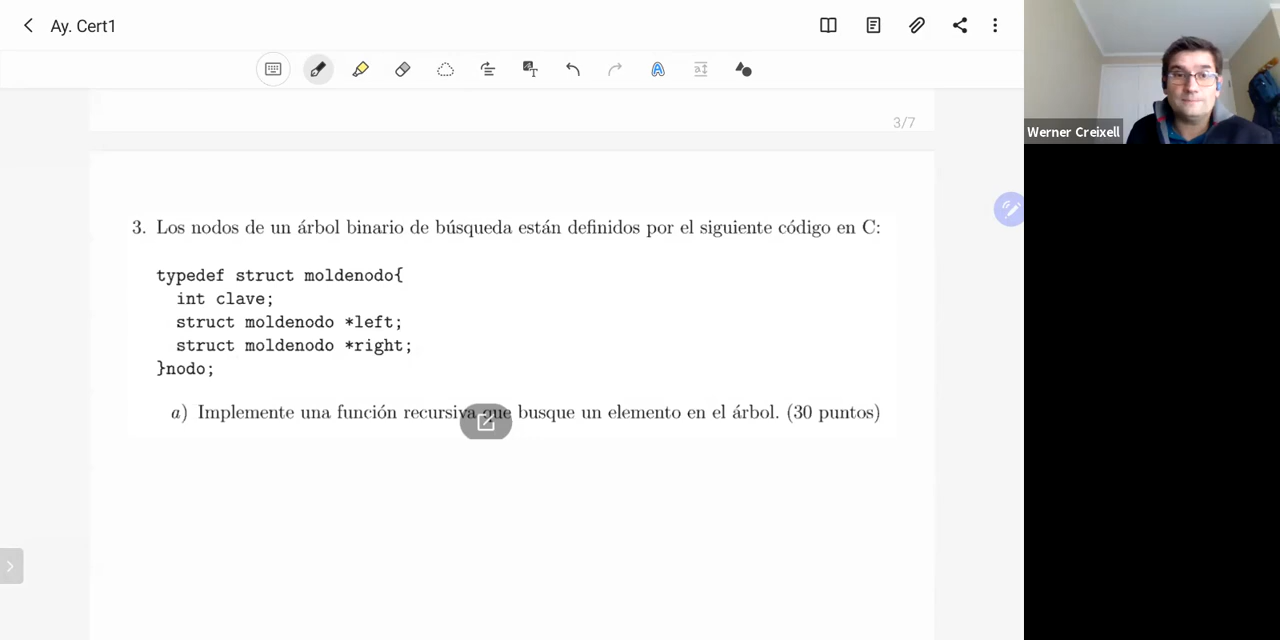 Ay. Cert1
3/7
Werner Creixell
3. Los nodos de un árbol binario de búsqueda están definidos por el siguiente código en C:
typedef struct moldenodo{
int clave;
struct moldenodo *left;
struct moldenodo *right;
}nodo;
a) Implemente una función recursiva que busque un elemento en el árbol. (30 puntos)